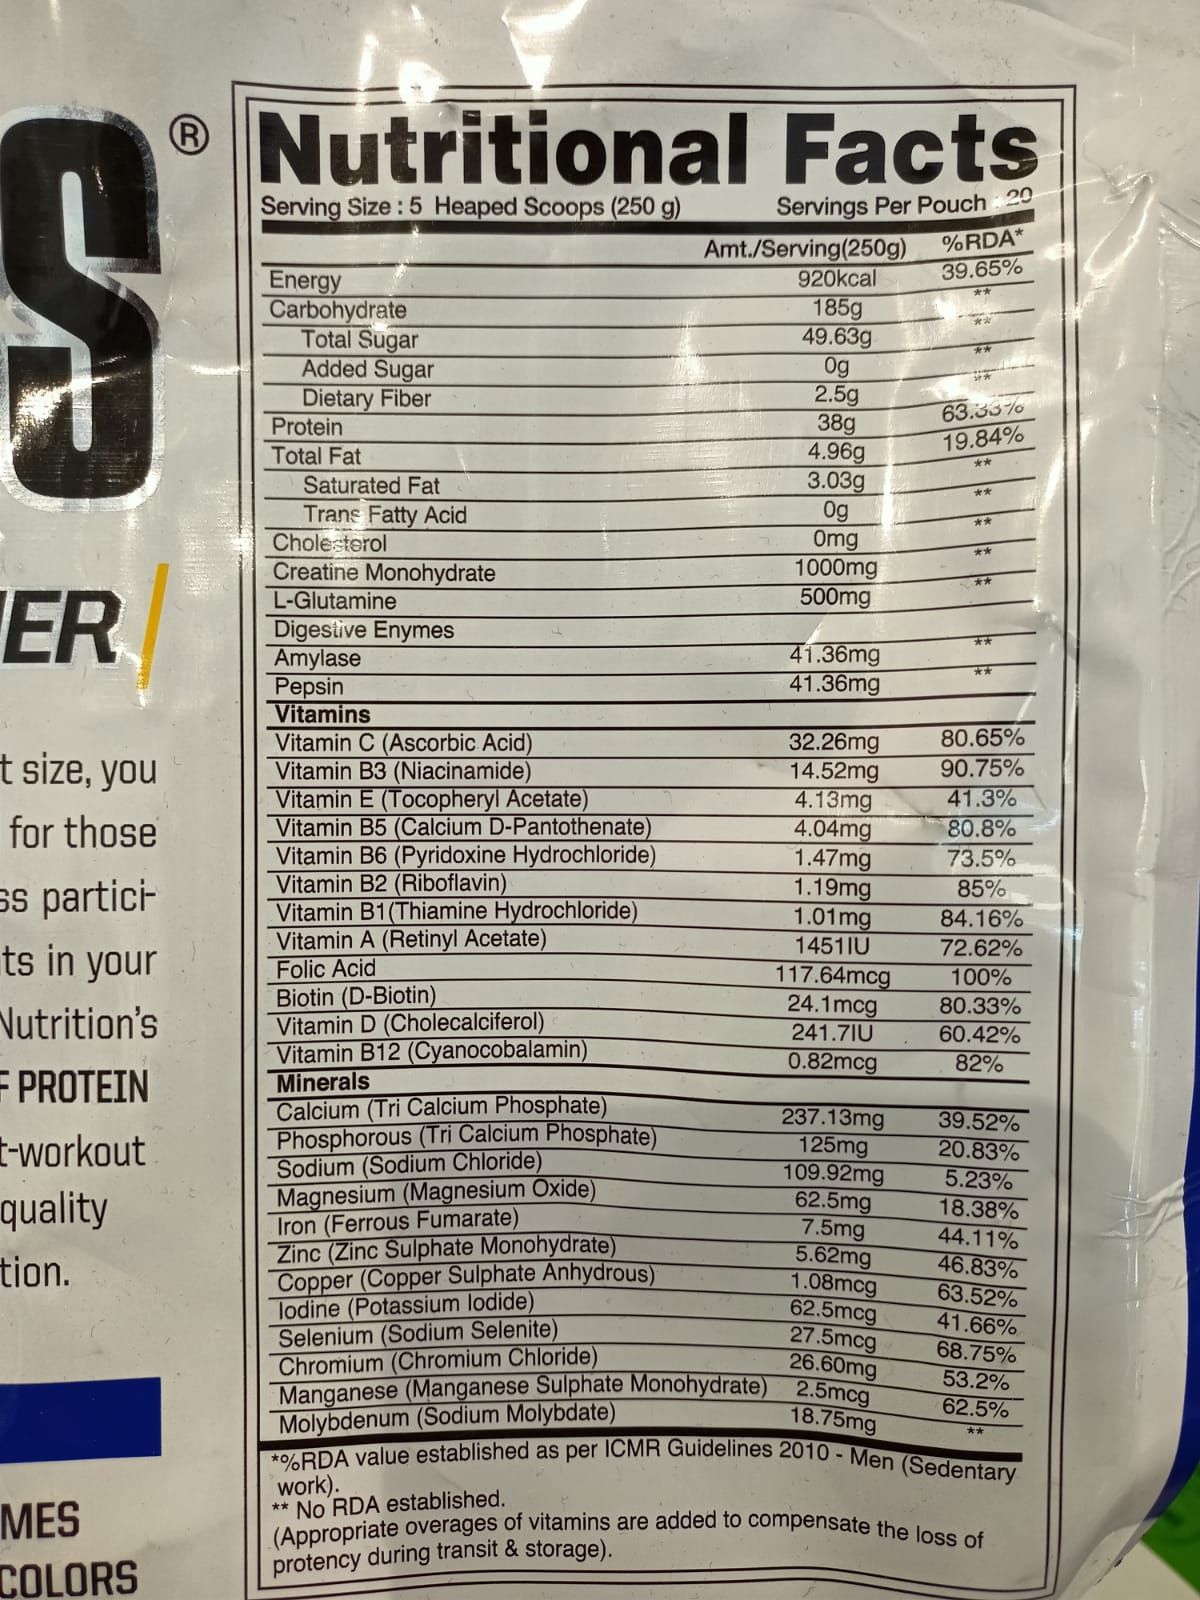 S®
ER
t size, you
for those
ss partici-
ts in your
Nutrition's
F PROTEIN
t-workout
quality
tion.
MES
COLORS
Nutritional Facts
Serving Size : 5 Heaped Scoops (250 g) Servings Per Pouch : 20
Amt./Serving(250g) %RDA*
Energy 920kcal 39.65%
Carbohydrate 185g **
Total Sugar 49.63g **
Added Sugar 0g **
Dietary Fiber 2.5g **
Protein 38g 63.33%
Total Fat 4.96g 19.84%
Saturated Fat 3.03g **
Trans Fatty Acid 0g **
Cholesterol 0mg **
Creatine Monohydrate 1000mg **
L-Glutamine 500mg **
Digestive Enymes
Amylase 41.36mg **
Pepsin 41.36mg **
Vitamins
Vitamin C (Ascorbic Acid) 32.26mg 80.65%
Vitamin B3 (Niacinamide) 14.52mg 90.75%
Vitamin E (Tocopheryl Acetate) 4.13mg 41.3%
Vitamin B5 (Calcium D-Pantothenate) 4.04mg 80.8%
Vitamin B6 (Pyridoxine Hydrochloride) 1.47mg 73.5%
Vitamin B2 (Riboflavin) 1.19mg 85%
Vitamin B1(Thiamine Hydrochloride) 1.01mg 84.16%
Vitamin A (Retinyl Acetate) 1451IU 72.62%
Folic Acid 117.64mcg 100%
Biotin (D-Biotin) 24.1mcg 80.33%
Vitamin D (Cholecalciferol) 241.7IU 60.42%
Vitamin B12 (Cyanocobalamin) 0.82mcg 82%
Minerals
Calcium (Tri Calcium Phosphate) 237.13mg 39.52%
Phosphorous (Tri Calcium Phosphate) 125mg 20.83%
Sodium (Sodium Chloride) 109.92mg 5.23%
Magnesium (Magnesium Oxide) 62.5mg 18.38%
Iron (Ferrous Fumarate) 7.5mg 44.11%
Zinc (Zinc Sulphate Monohydrate) 5.62mg 46.83%
Copper (Copper Sulphate Anhydrous) 1.08mcg 63.52%
Iodine (Potassium Iodide) 62.5mcg 41.66%
Selenium (Sodium Selenite) 27.5mcg 68.75%
Chromium (Chromium Chloride) 26.60mg 53.2%
Manganese (Manganese Sulphate Monohydrate) 2.5mcg 62.5%
Molybdenum (Sodium Molybdate) 18.75mg **
*%RDA value established as per ICMR Guidelines 2010 - Men (Sedentary
work).
** No RDA established.
(Appropriate overages of vitamins are added to compensate the loss of
protency during transit & storage).